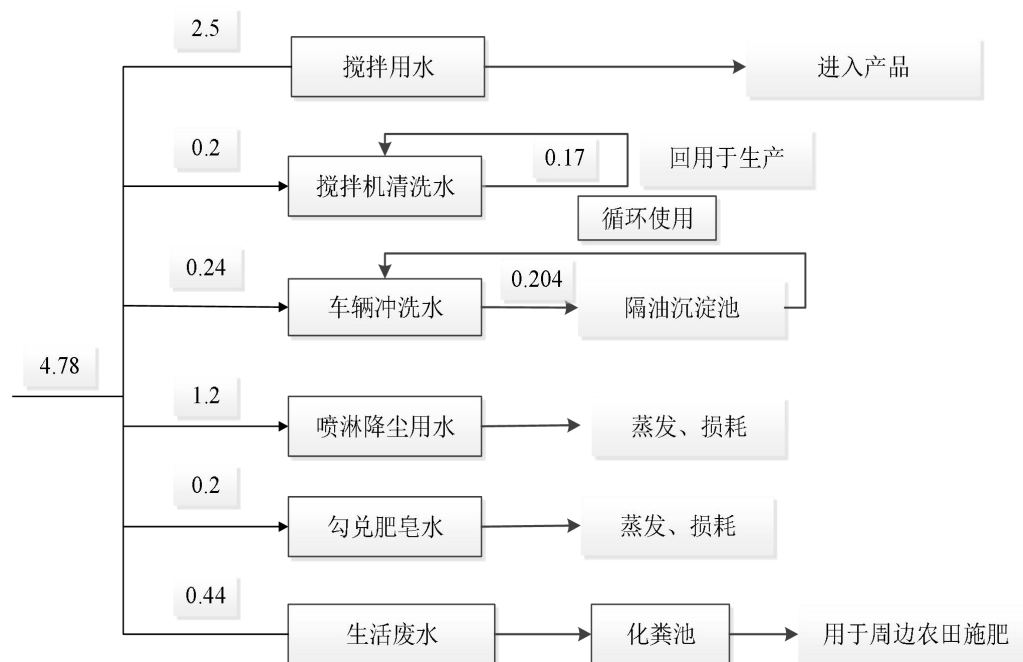 2.5
搅拌用水
进入产品
0.2
搅拌机清洗水
0.17
回用于生产
循环使用
0.24
车辆冲洗水
0.204
隔油沉淀池
4.78
1.2
喷淋降尘用水
蒸发、损耗
0.2
勾兑肥皂水
蒸发、损耗
0.44
生活废水
化粪池
用于周边农田施肥